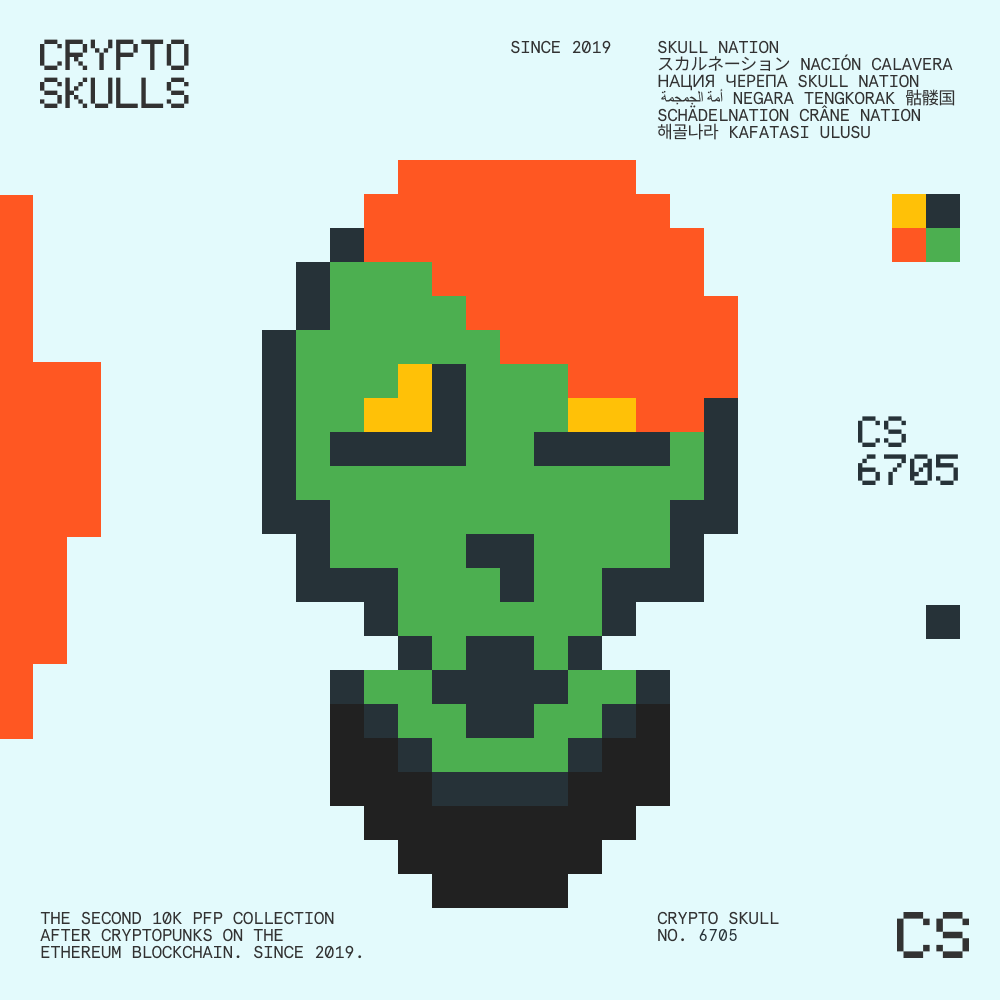 CRYPTO
SKULLS
SINCE 2019
SKULL NATION
スカルネーション NACIÓN CALAVERA
НАЦИЯ ЧЕРЕПА SKULL NATION
أمة الجمجمة NEGARA TENGKORAK 骷髅国
SCHÄDELNATION CRÂNE NATION
해골나라 KAFATASI ULUSU
CS
6705
THE SECOND 10K PFP COLLECTION
AFTER CRYPTOPUNKS ON THE
ETHEREUM BLOCKCHAIN. SINCE 2019.
CRYPTO SKULL
NO. 6705
CS